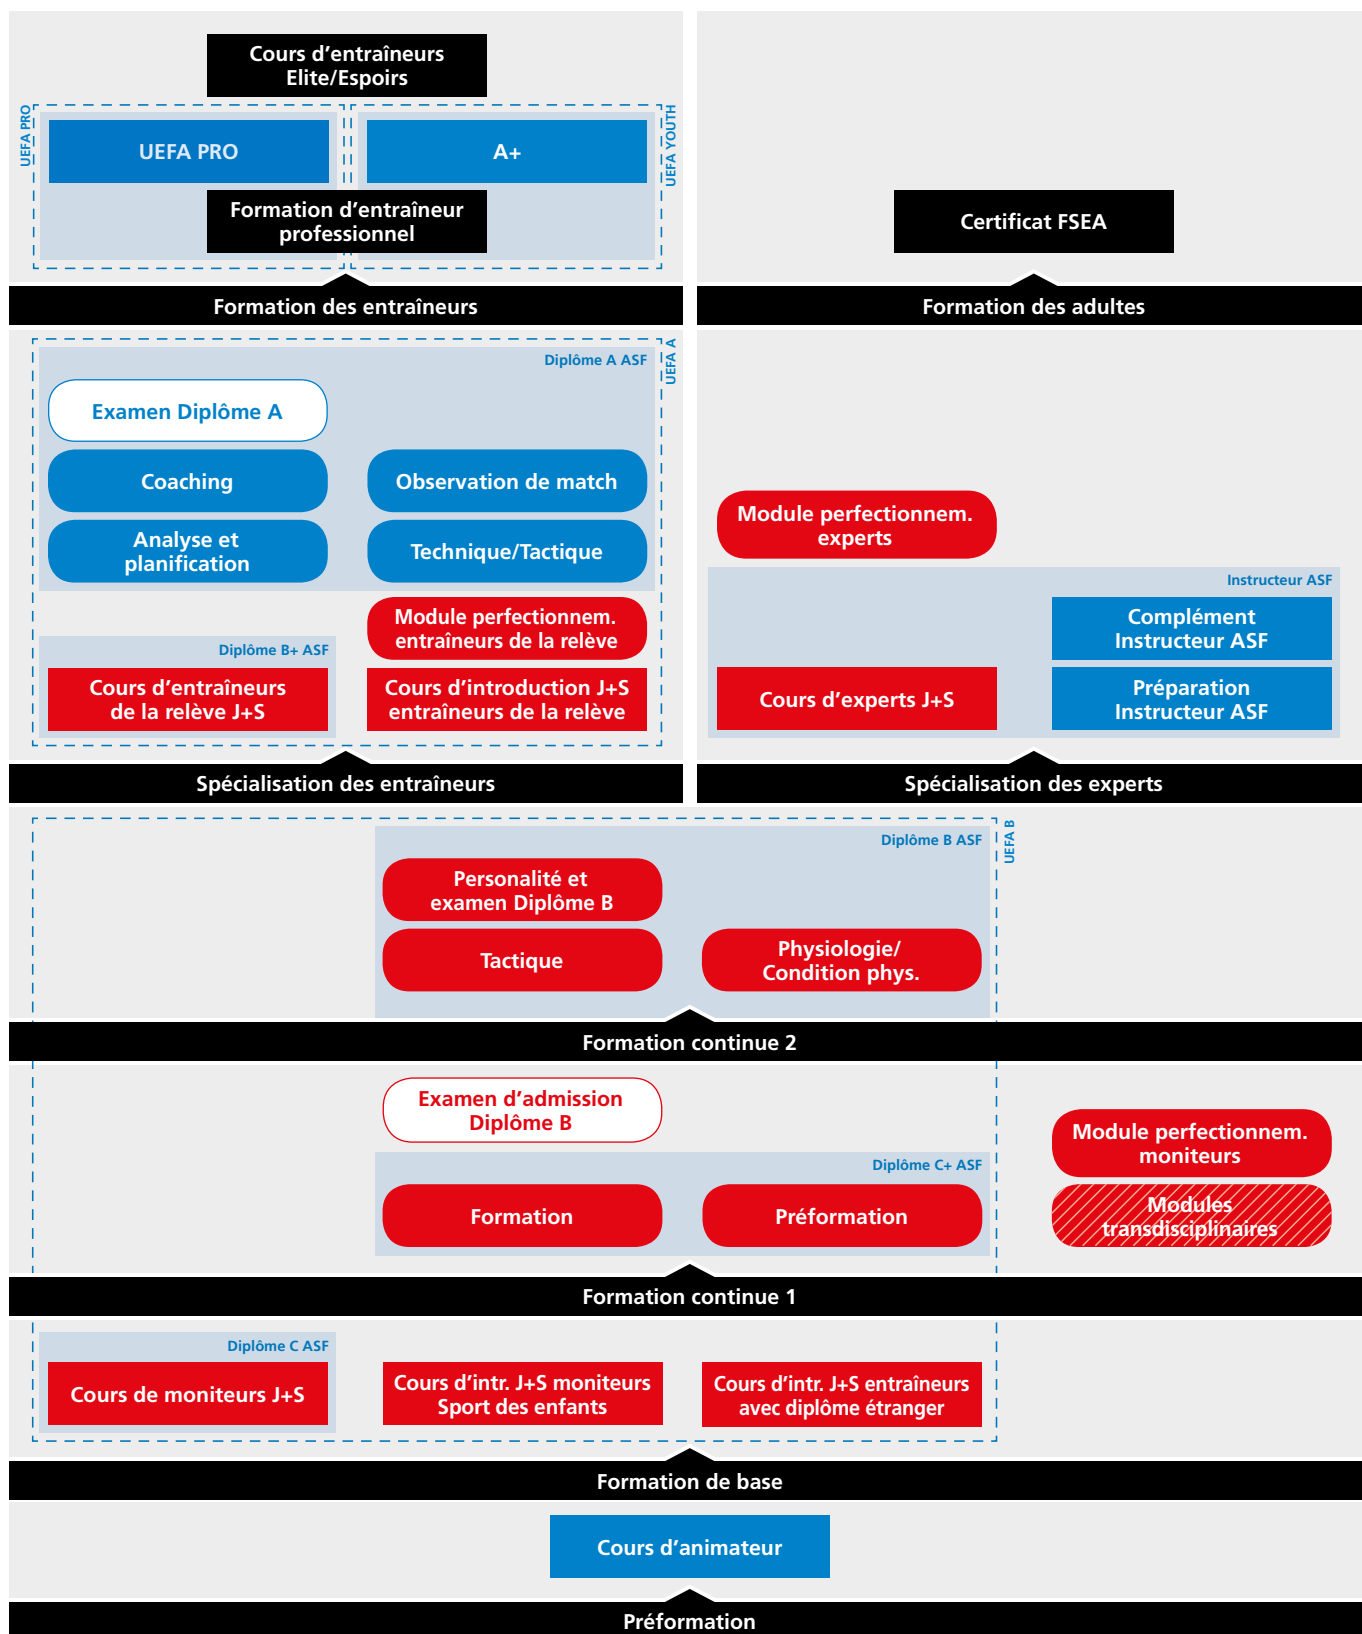 Cours d’entraîneurs
Elite/Espoirs
UEFA PRO
UEFA YOUTH
UEFA PRO
A+
Formation d’entraîneur
professionnel
Certificat FSEA
Formation des entraîneurs
Formation des adultes
Diplôme A ASF
UEFA A
Examen Diplôme A
Coaching
Observation de match
Analyse et
planification
Technique/Tactique
Module perfectionnem.
entraîneurs de la relève
Diplôme B+ ASF
Cours d’entraîneurs
de la relève J+S
Cours d’introduction J+S
entraîneurs de la relève
Module perfectionnem.
experts
Instructeur ASF
Complément
Instructeur ASF
Cours d’experts J+S
Préparation
Instructeur ASF
Spécialisation des entraîneurs
Spécialisation des experts
Diplôme B ASF
UEFA B
Personalité et
examen Diplôme B
Tactique
Physiologie/
Condition phys.
Formation continue 2
Examen d’admission
Diplôme B
Diplôme C+ ASF
Formation
Préformation
Module perfectionnem.
moniteurs
Modules
transdisciplinaires
Formation continue 1
Diplôme C ASF
Cours de moniteurs J+S
Cours d’intr. J+S moniteurs
Sport des enfants
Cours d’intr. J+S entraîneurs
avec diplôme étranger
Formation de base
Cours d’animateur
Préformation